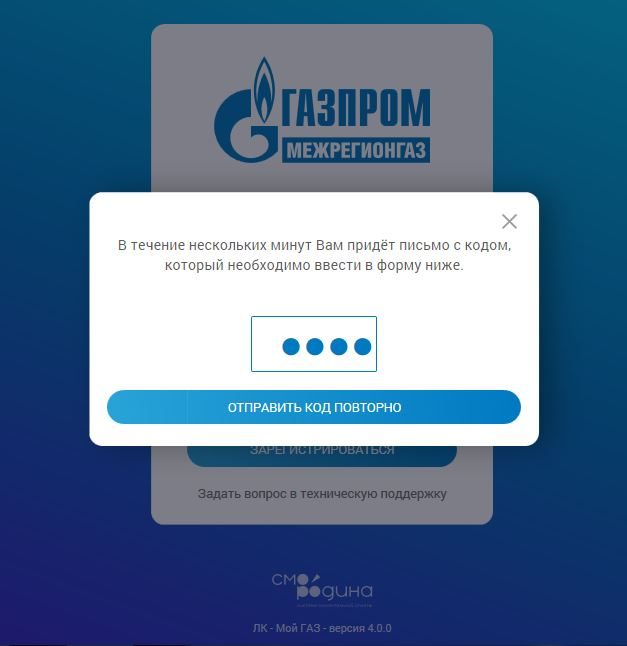 ГАЗПРОМ
МЕЖРЕГИОНГАЗ
В течение нескольких минут Вам придёт письмо с кодом,
который необходимо ввести в форму ниже.
ОТПРАВИТЬ КОД ПОВТОРНО
ЗАРЕГИСТРИРОВАТЬСЯ
Задать вопрос в техническую поддержку
смородина
ЛК - Мой ГАЗ - версия 4.0.0